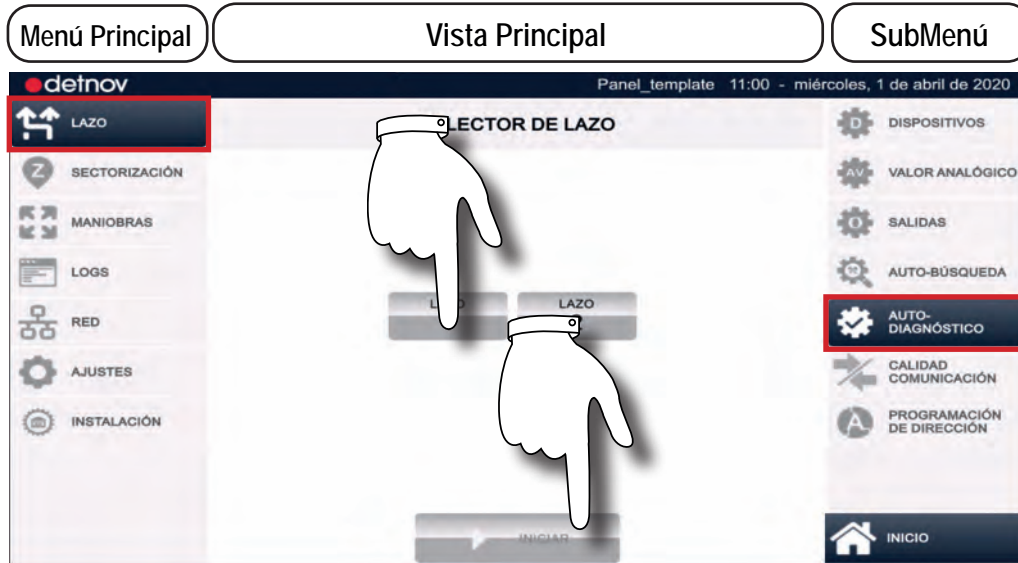 Menú Principal
Vista Principal
SubMenú
detnov
Panel_template 11:00 - miércoles, 1 de abril de 2020
LAZO
SECTORIZACIÓN
MANIOBRAS
LOGS
RED
AJUSTES
INSTALACIÓN
LECTOR DE LAZO
LAZO
INICIAR
DISPOSITIVOS
VALOR ANALÓGICO
SALIDAS
AUTO-BÚSQUEDA
AUTO-
DIAGNÓSTICO
CALIDAD
COMUNICACIÓN
PROGRAMACIÓN
DE DIRECCIÓN
INICIO